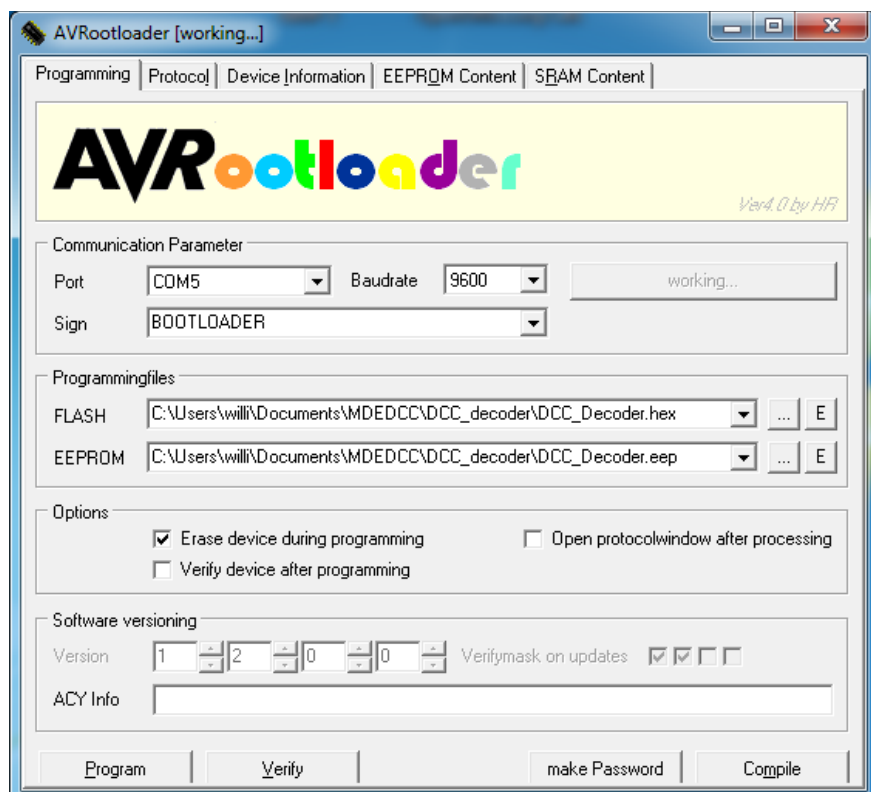 AVRootloader [working...]
Programming Protocol Device Information EEPROM Content SRAM Content
AVRootloader
Ver4.0 by HR
Communication Parameter
Port COM5 Baudrate 9600 working...
Sign BOOTLOADER
Programmingfiles
FLASH C:\Users\willi\Documents\MDEDCC\DCC_decoder\DCC_Decoder.hex ... E
EEPROM C:\Users\willi\Documents\MDEDCC\DCC_decoder\DCC_Decoder.eep ... E
Options
Erase device during programming Open protocolwindow after processing
Verify device after programming
Software versioning
Version 1 2 0 0 Verifymask on updates
ACY Info
Program Verify make Password Compile